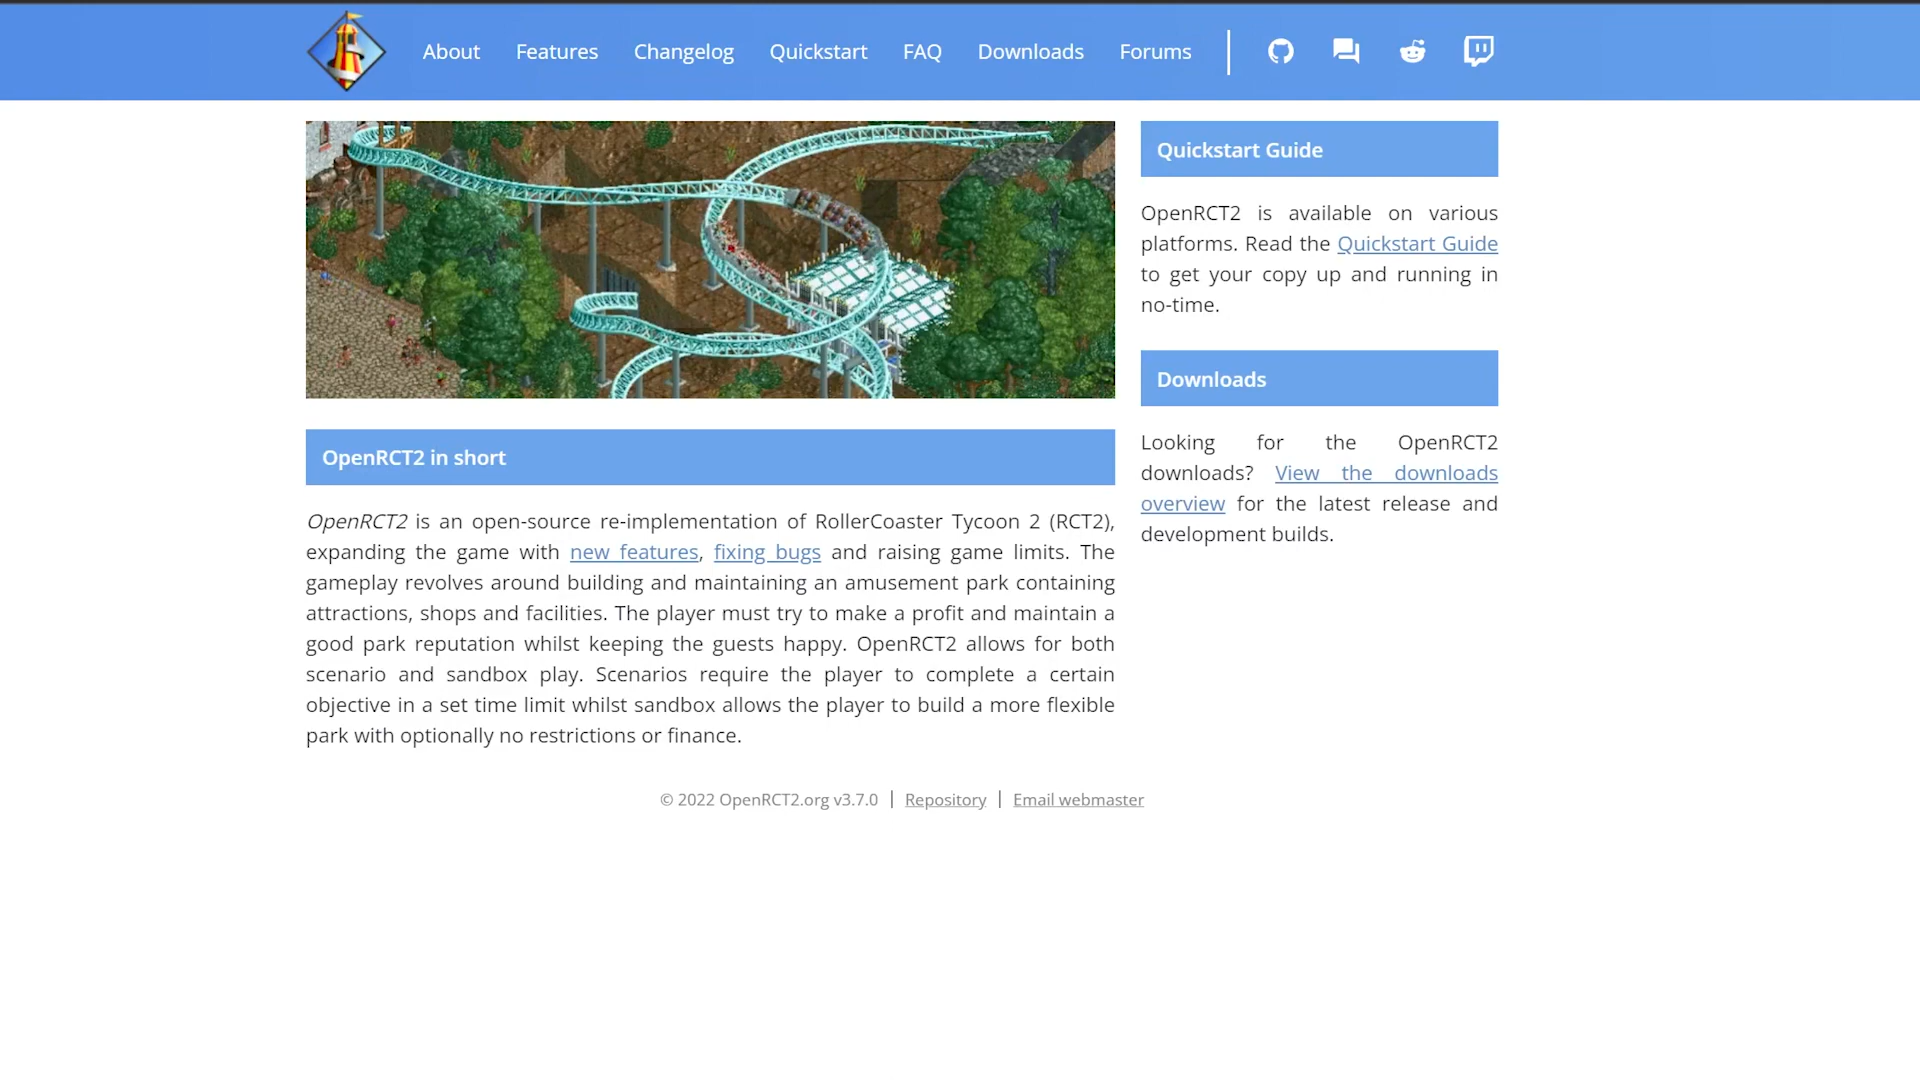 About Features Changelog Quickstart FAQ Downloads Forums
OpenRCT2 in short
OpenRCT2 is an open-source re-implementation of RollerCoaster Tycoon 2 (RCT2),
expanding the game with new features, fixing bugs and raising game limits. The
gameplay revolves around building and maintaining an amusement park containing
attractions, shops and facilities. The player must try to make a profit and maintain a
good park reputation whilst keeping the guests happy. OpenRCT2 allows for both
scenario and sandbox play. Scenarios require the player to complete a certain
objective in a set time limit whilst sandbox allows the player to build a more flexible
park with optionally no restrictions or finance.
Quickstart Guide
OpenRCT2 is available on various
platforms. Read the Quickstart Guide
to get your copy up and running in
no-time.
Downloads
Looking for the OpenRCT2
downloads? View the downloads
overview for the latest release and
development builds.
© 2022 OpenRCT2.org v3.7.0 | Repository | Email webmaster